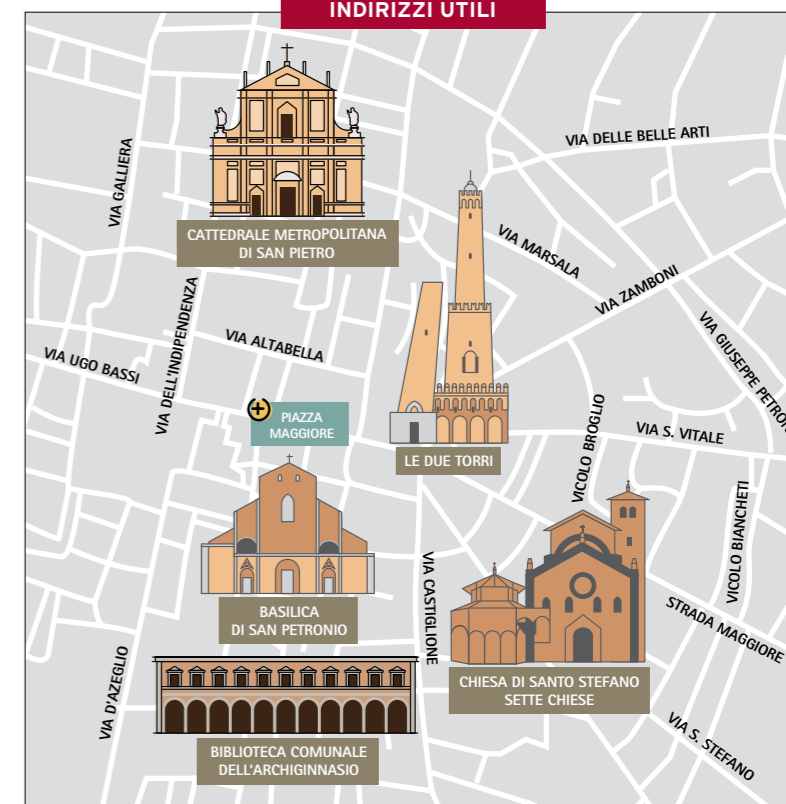 INDIRIZZI UTILI
VIA DELLE BELLE ARTI
VIA GALLIERA
CATTEDRALE METROPOLITANA
DI SAN PIETRO
VIA MARSALA
VIA ZAMBONI
VIA DELL'INDIPENDENZA
VIA ALTABELLA
VIA UGO BASSI
VIA GIUSEPPE PETRONI
PIAZZA
MAGGIORE
LE DUE TORRI
VICOLO BROGLIO
VIA S. VITALE
VICOLO BIANCHETI
BASILICA
DI SAN PETRONIO
VIA CASTIGLIONE
STRADA MAGGIORE
VIA D'AZEGLIO
CHIESA DI SANTO STEFANO
SETTE CHIESE
VIA S. STEFANO
BIBLIOTECA COMUNALE
DELL'ARCHIGINNASIO